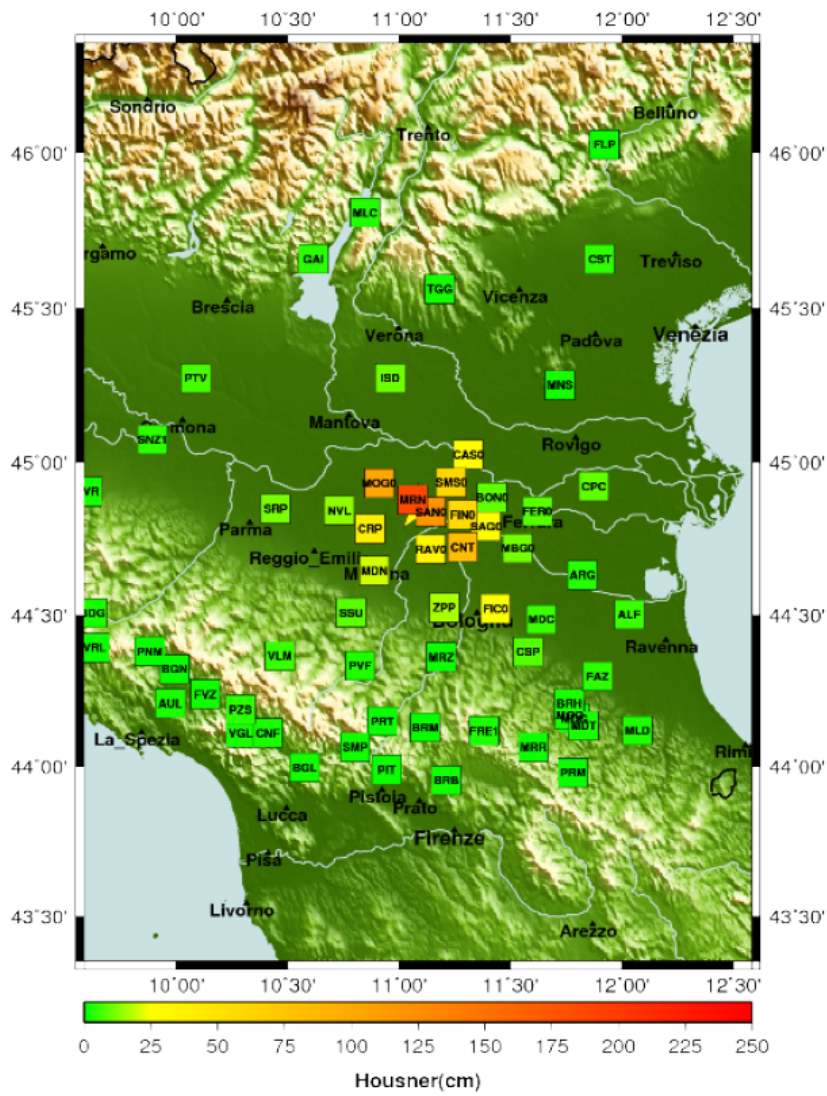 10°00' 10°30' 11°00' 11°30' 12°00' 12°30'
Sondrio
Belluno
Trento
FLP
46°00' 46°00'
MLC
rgamo
GAI
CST
Treviso
TGG
Vicenza
Brescia
45°30' 45°30'
Verona
Padova
Venezia
PTV
ISD
MNS
Mantova
SNZ1
mona
Rovigo
45°00' 45°00'
CAS0
MOG0
SMS0
CPC
VR
MRN
BON0
SRP
NVL
SAN0
FIN0
FER0
Ferrara
Parma
CRP
SAG0
Reggio_Emili
RAV0
CNT
MBG0
MDN
ARG
44°30' 44°30'
SSU
ZPP
FIC0
MDC
ALF
Bologna
Ravenna
VRL
PNM
BGN
VLM
PVF
MRZ
CSP
FAZ
AUL
FVZ
PZS
BRH
MDT
VGL
CNF
PRT
BRM
FRE1
MLD
La_Spezia
SMP
MRR
Rimi
44°00' 44°00'
BGL
PIT
BRB
PRM
Pistoia
Prato
Lucca
Firenze
Pisa
Livorno
43°30' 43°30'
Arezzo
10°00' 10°30' 11°00' 11°30' 12°00' 12°30'
0 25 50 75 100 125 150 175 200 225 250
Housner(cm)